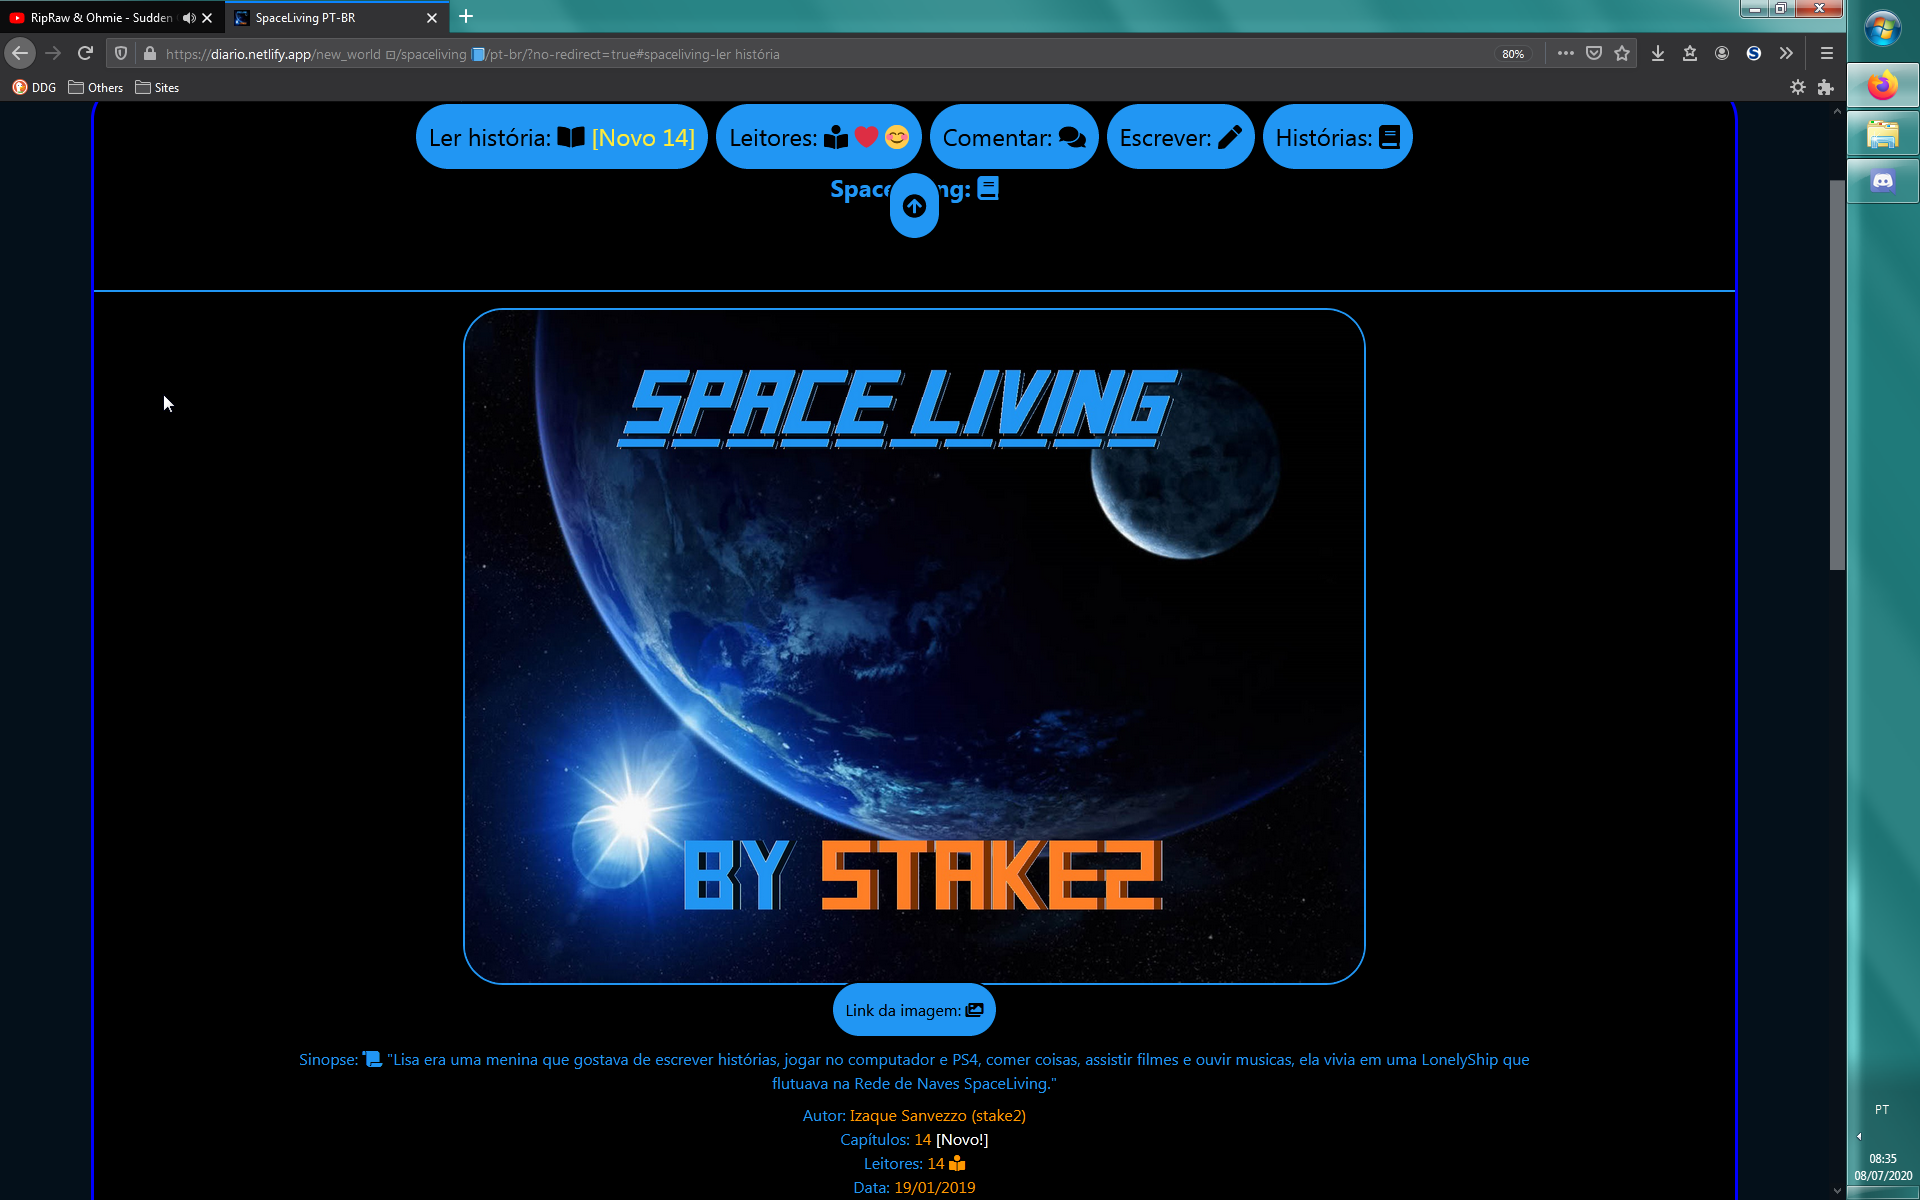 RipRaw & Ohmie - Sudden
SpaceLiving PT-BR
https://diario.netlify.app/new_world ⊡/spaceliving 📘/pt-br/?no-redirect=true#spaceliving-ler história
80%
DDG
Others
Sites
Ler história: [Novo 14]
Leitores: ❤️ 😊
Comentar:
Escrever:
Histórias:
Space ng:
SPACE LIVING
BY STAKE2
Link da imagem:
Sinopse: "Lisa era uma menina que gostava de escrever histórias, jogar no computador e PS4, comer coisas, assistir filmes e ouvir musicas, ela vivia em uma LonelyShip que
flutuava na Rede de Naves SpaceLiving."
Autor: Izaque Sanvezzo (stake2)
Capítulos: 14 [Novo!]
Leitores: 14
Data: 19/01/2019
PT
08:35
08/07/2020